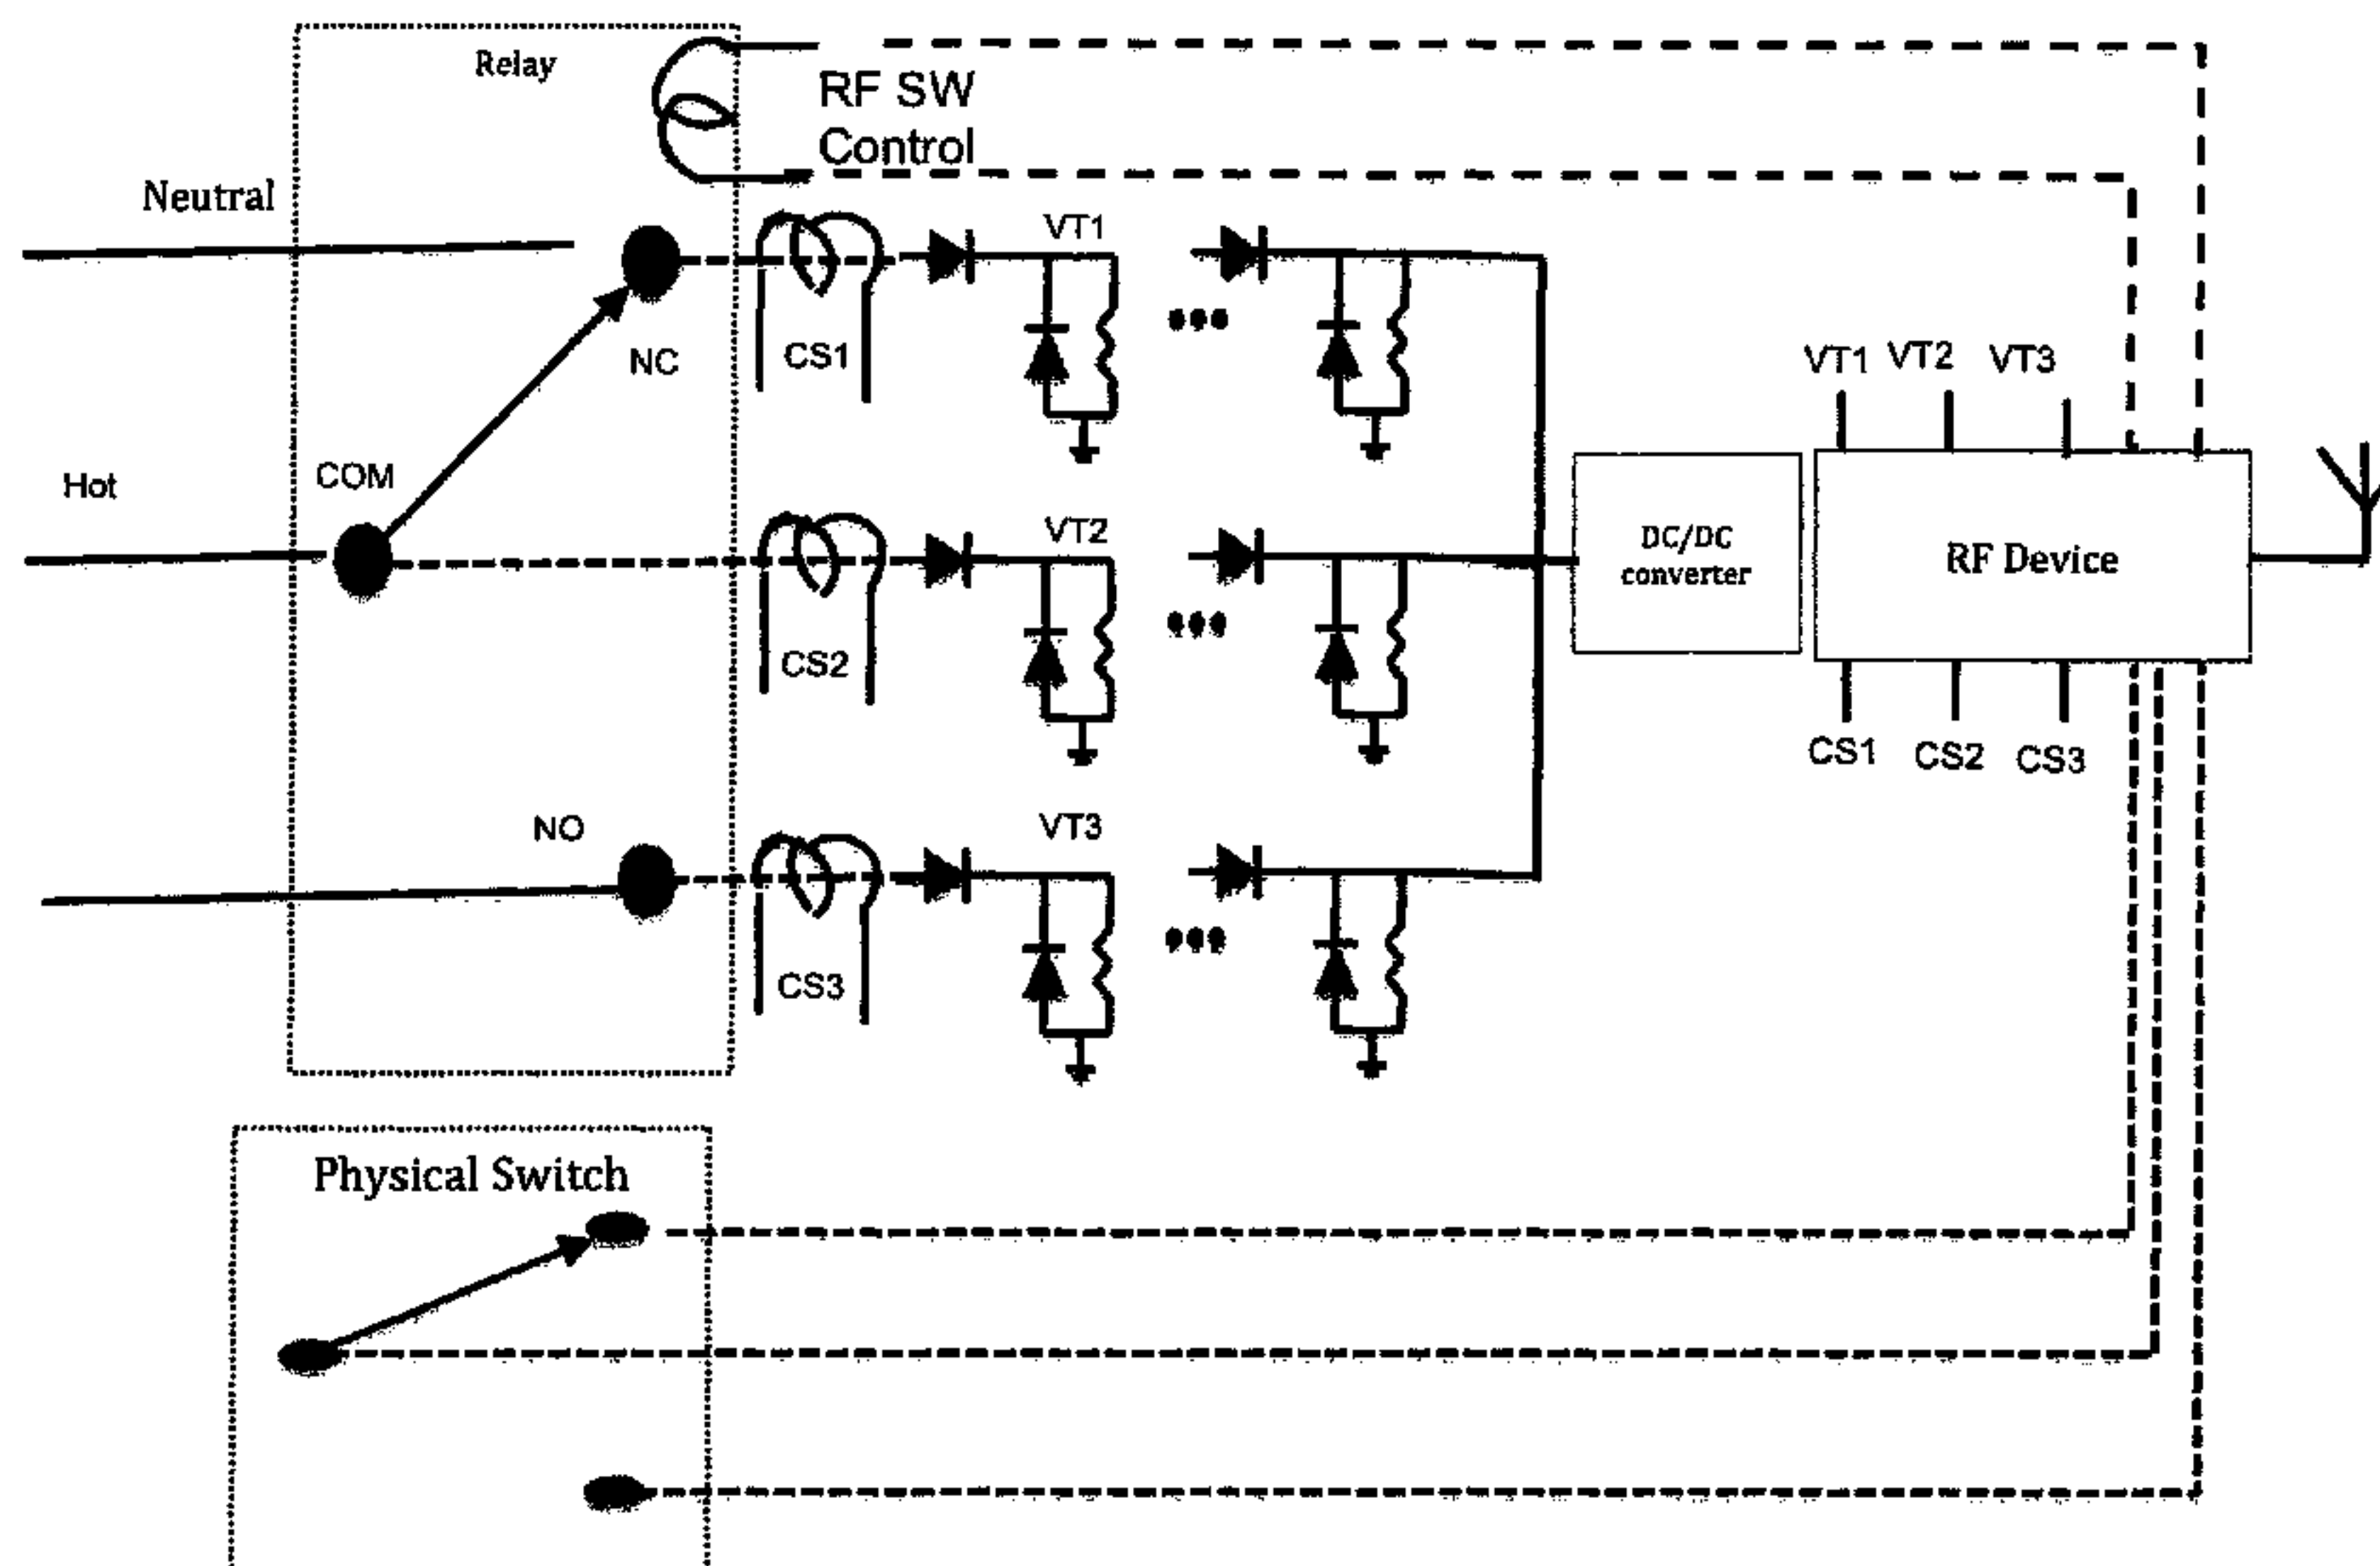 Relay
RF SW
Control
Neutral
VT1
NC
CS1
VT1 VT2 VT3
Hot
COM
VT2
DC/DC
converter
RF Device
CS2
CS1 CS2 CS3
NO
VT3
CS3
Physical Switch